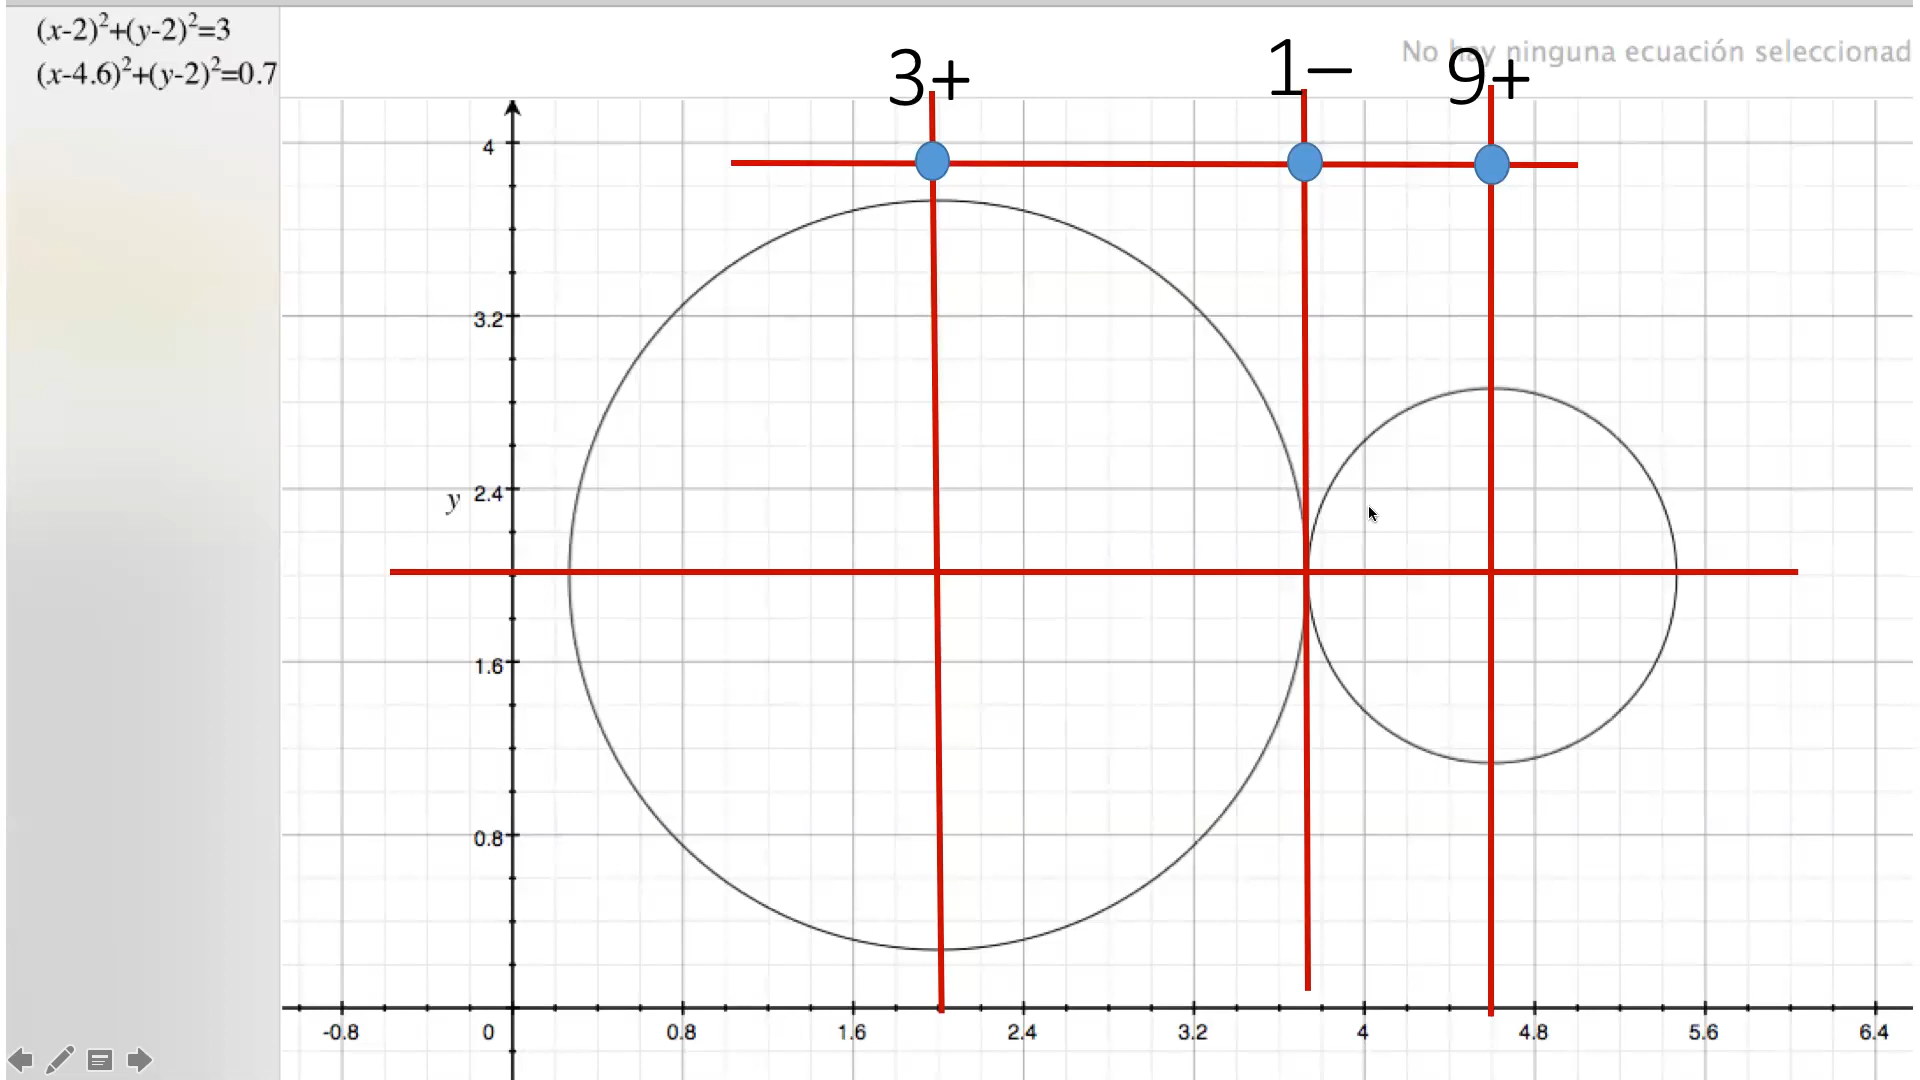 (x-2)²+(y-2)²=3
(x-4.6)²+(y-2)²=0.7
No hay ninguna ecuación seleccionad
3+ 1− 9+
4
3.2
y 2.4
1.6
0.8
-0.8 0 0.8 1.6 2.4 3.2 4 4.8 5.6 6.4